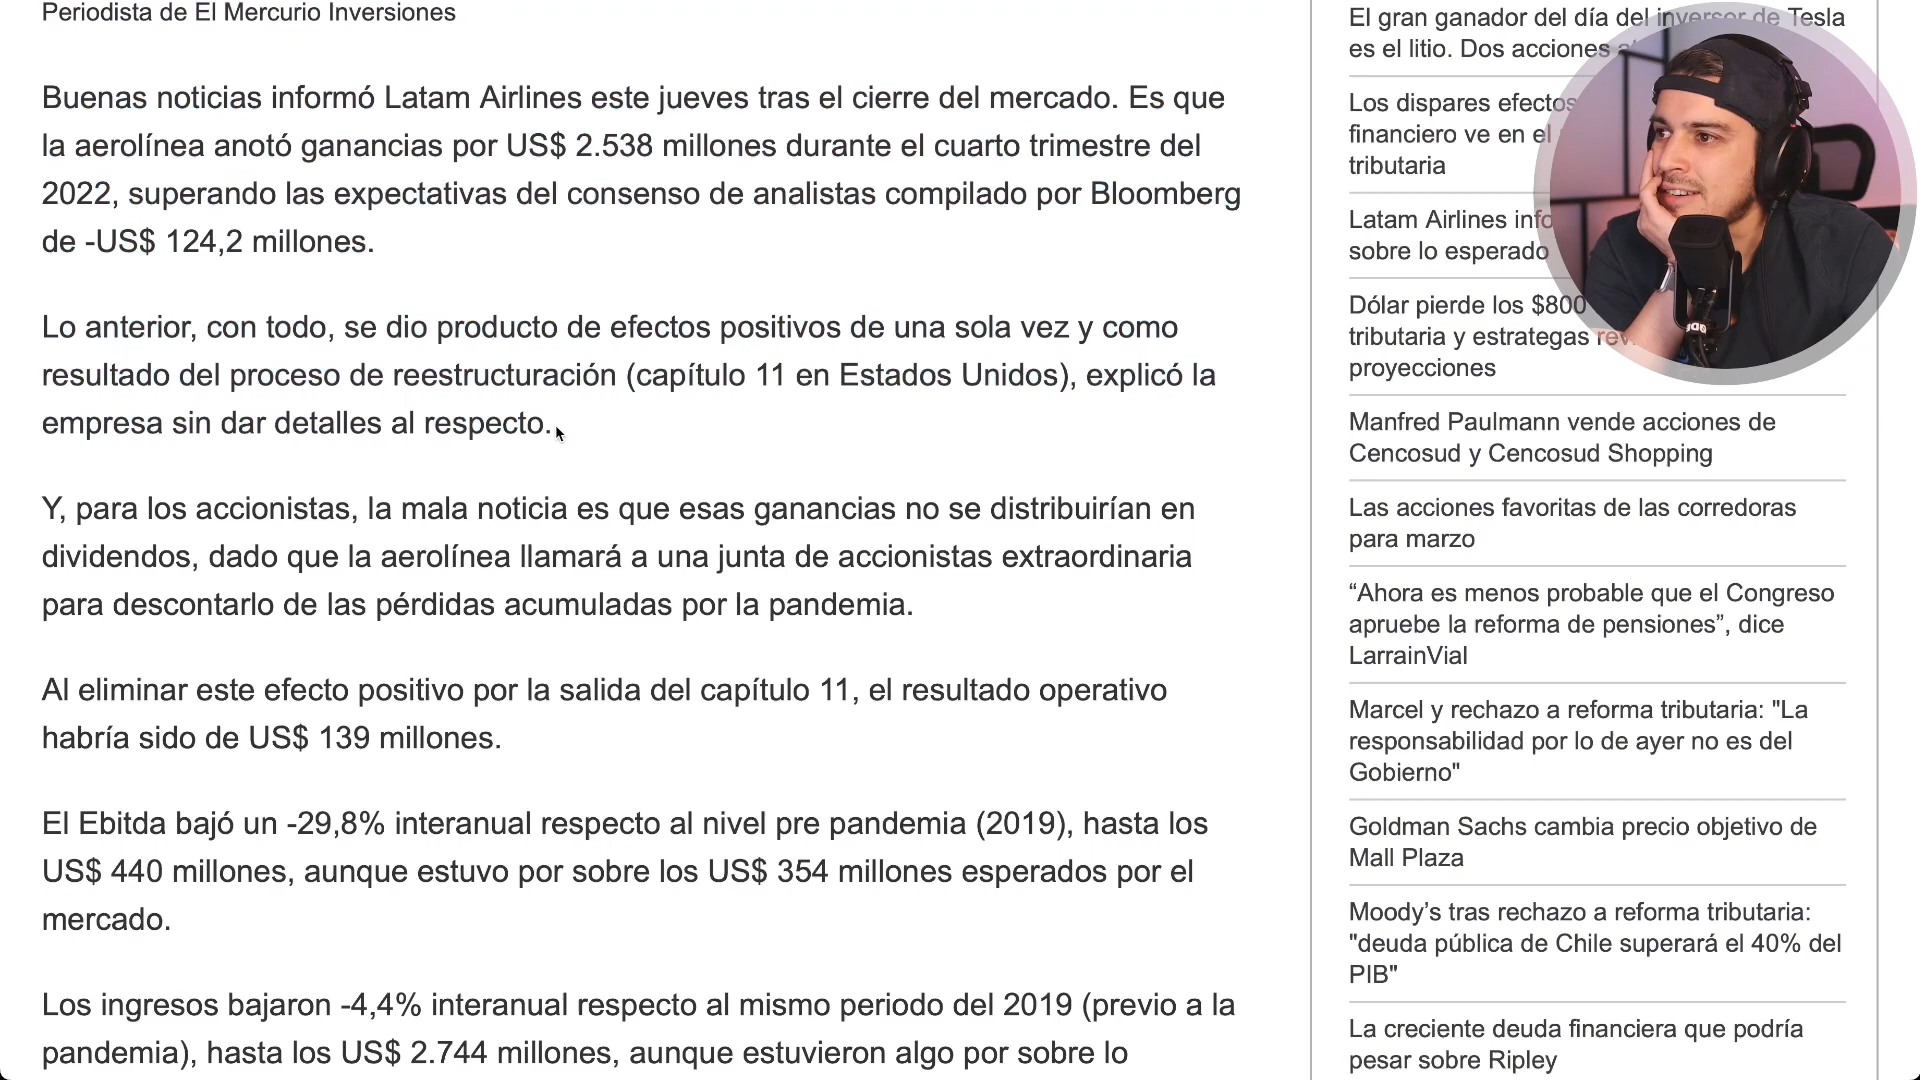 Periodista de El Mercurio Inversiones
Buenas noticias informó Latam Airlines este jueves tras el cierre del mercado. Es que
la aerolínea anotó ganancias por US$ 2.538 millones durante el cuarto trimestre del
2022, superando las expectativas del consenso de analistas compilado por Bloomberg
de -US$ 124,2 millones.
Lo anterior, con todo, se dio producto de efectos positivos de una sola vez y como
resultado del proceso de reestructuración (capítulo 11 en Estados Unidos), explicó la
empresa sin dar detalles al respecto.
Y, para los accionistas, la mala noticia es que esas ganancias no se distribuirían en
dividendos, dado que la aerolínea llamará a una junta de accionistas extraordinaria
para descontarlo de las pérdidas acumuladas por la pandemia.
Al eliminar este efecto positivo por la salida del capítulo 11, el resultado operativo
habría sido de US$ 139 millones.
El Ebitda bajó un -29,8% interanual respecto al nivel pre pandemia (2019), hasta los
US$ 440 millones, aunque estuvo por sobre los US$ 354 millones esperados por el
mercado.
Los ingresos bajaron -4,4% interanual respecto al mismo periodo del 2019 (previo a la
pandemia), hasta los US$ 2.744 millones, aunque estuvieron algo por sobre lo
El gran ganador del día del inversor de Tesla
es el litio. Dos acciones
Los dispares efectos
financiero ve en el
tributaria
Latam Airlines
sobre lo esperado
Dólar pierde los $800
tributaria y estrategas
proyecciones
Manfred Paulmann vende acciones de
Cencosud y Cencosud Shopping
Las acciones favoritas de las corredoras
para marzo
“Ahora es menos probable que el Congreso
apruebe la reforma de pensiones”, dice
LarrainVial
Marcel y rechazo a reforma tributaria: "La
responsabilidad por lo de ayer no es del
Gobierno"
Goldman Sachs cambia precio objetivo de
Mall Plaza
Moody’s tras rechazo a reforma tributaria:
"deuda pública de Chile superará el 40% del
PIB"
La creciente deuda financiera que podría
pesar sobre Ripley